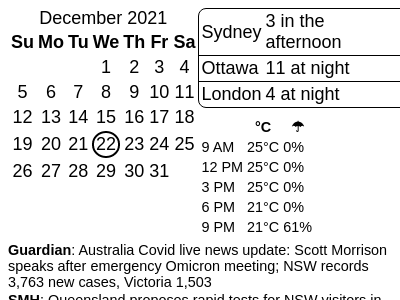 December 2021
Su Mo Tu We Th Fr Sa
1 2 3 4
5 6 7 8 9 10 11
12 13 14 15 16 17 18
19 20 21 22 23 24 25
26 27 28 29 30 31
Sydney 3 in the
afternoon
Ottawa 11 at night
London 4 at night
°C ☂
9 AM 25°C 0%
12 PM 25°C 0%
3 PM 25°C 0%
6 PM 21°C 0%
9 PM 21°C 61%
Guardian: Australia Covid live news update: Scott Morrison
speaks after emergency Omicron meeting; NSW records
3,763 new cases, Victoria 1,503
SMH: Queensland proposes rapid tests for NSW visitors in